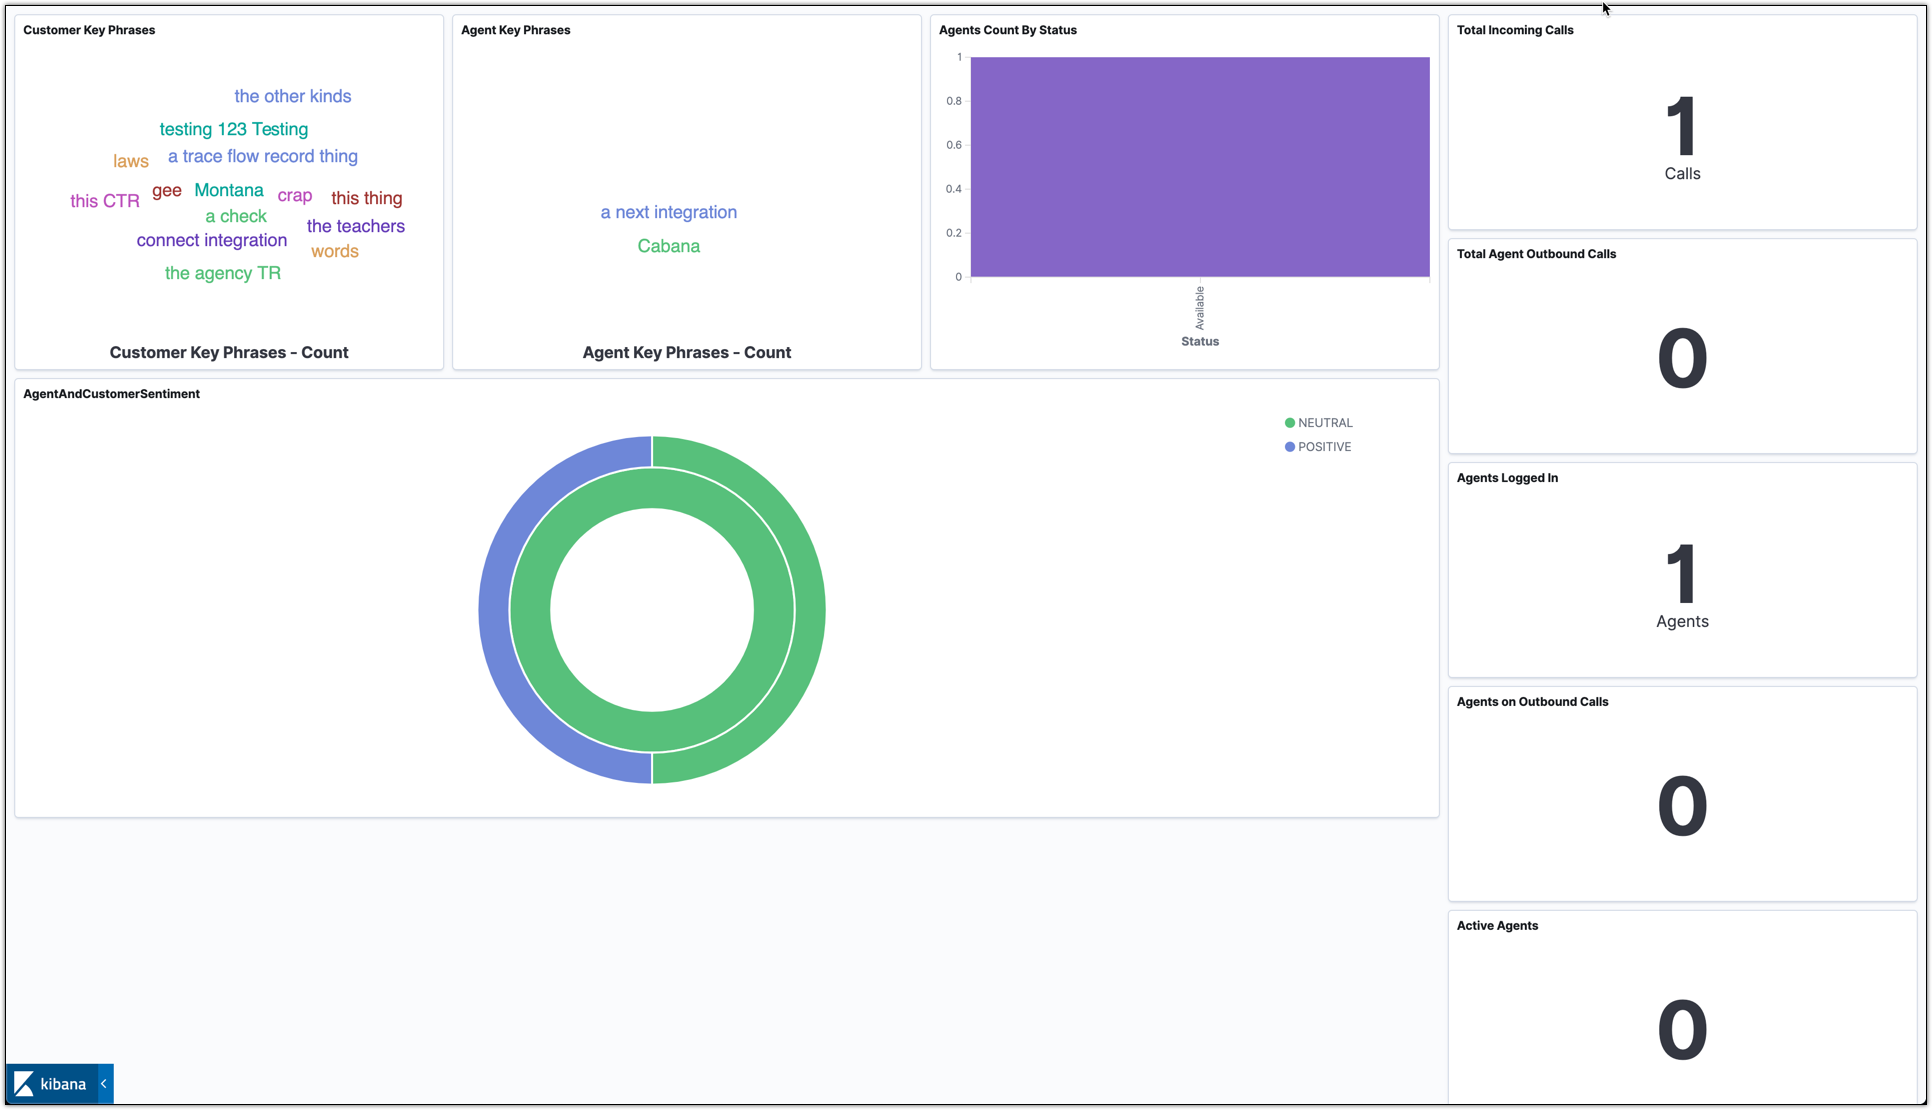 Customer Key Phrases
the other kinds
testing 123 Testing
laws
a trace flow record thing
this CTR
gee
Montana
crap
this thing
a check
the teachers
connect integration
words
the agency TR
Customer Key Phrases - Count
Agent Key Phrases
a next integration
Cabana
Agent Key Phrases - Count
Agents Count By Status
1
0.8
0.6
0.4
0.2
0
Available
Status
Total Incoming Calls
1
Calls
Total Agent Outbound Calls
0
AgentAndCustomerSentiment
NEUTRAL
POSITIVE
Agents Logged In
1
Agents
Agents on Outbound Calls
0
Active Agents
0
kibana